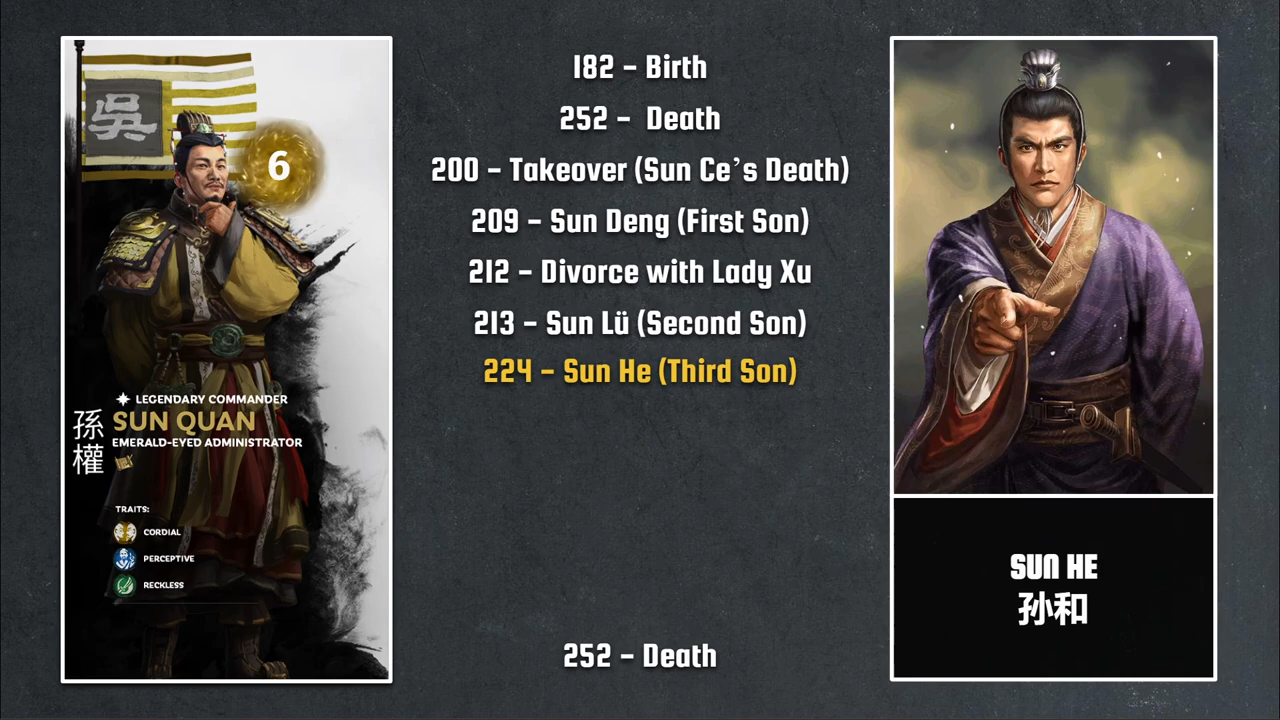 吳
6
LEGENDARY COMMANDER
孫權
SUN QUAN
EMERALD-EYED ADMINISTRATOR
TRAITS:
CORDIAL
PERCEPTIVE
RECKLESS
182 – Birth
252 – Death
200 – Takeover (Sun Ce's Death)
209 – Sun Deng (First Son)
212 – Divorce with Lady Xu
213 – Sun Lü (Second Son)
224 – Sun He (Third Son)
252 – Death
SUN HE
孙和